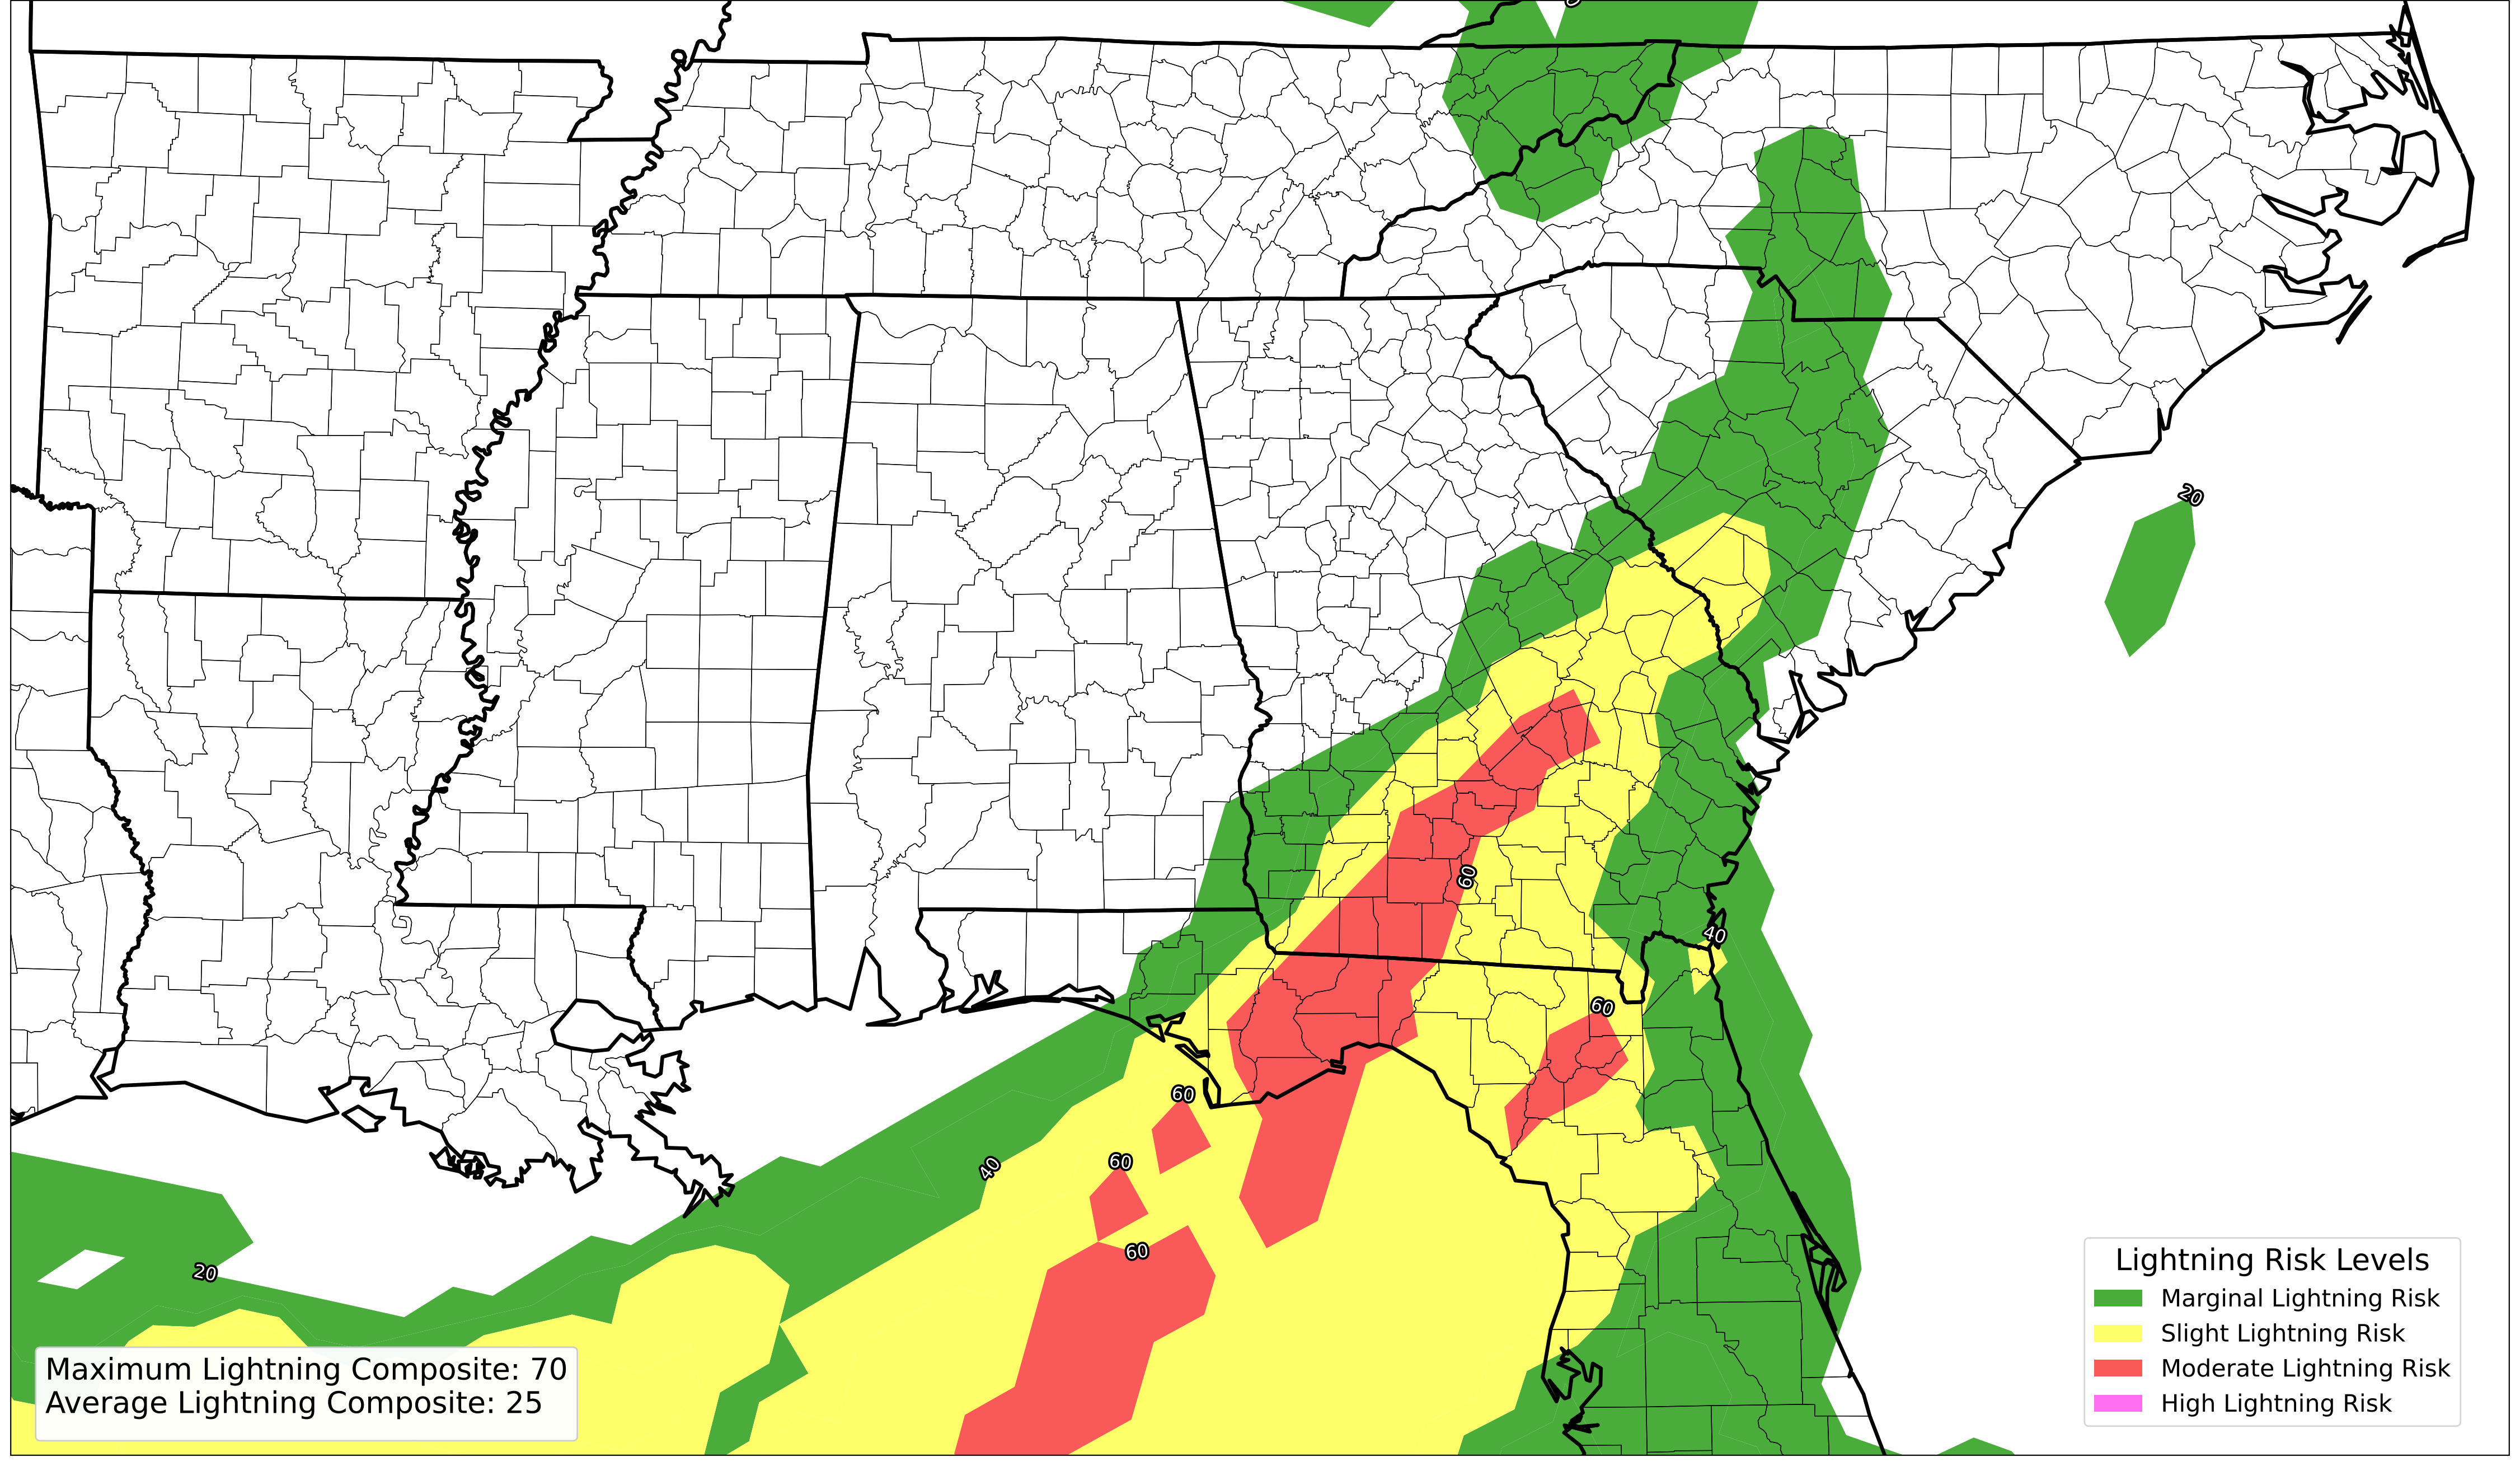 20
40
60
60
60
60
40
60
20
Maximum Lightning Composite: 70
Average Lightning Composite: 25
Lightning Risk Levels
Marginal Lightning Risk
Slight Lightning Risk
Moderate Lightning Risk
High Lightning Risk